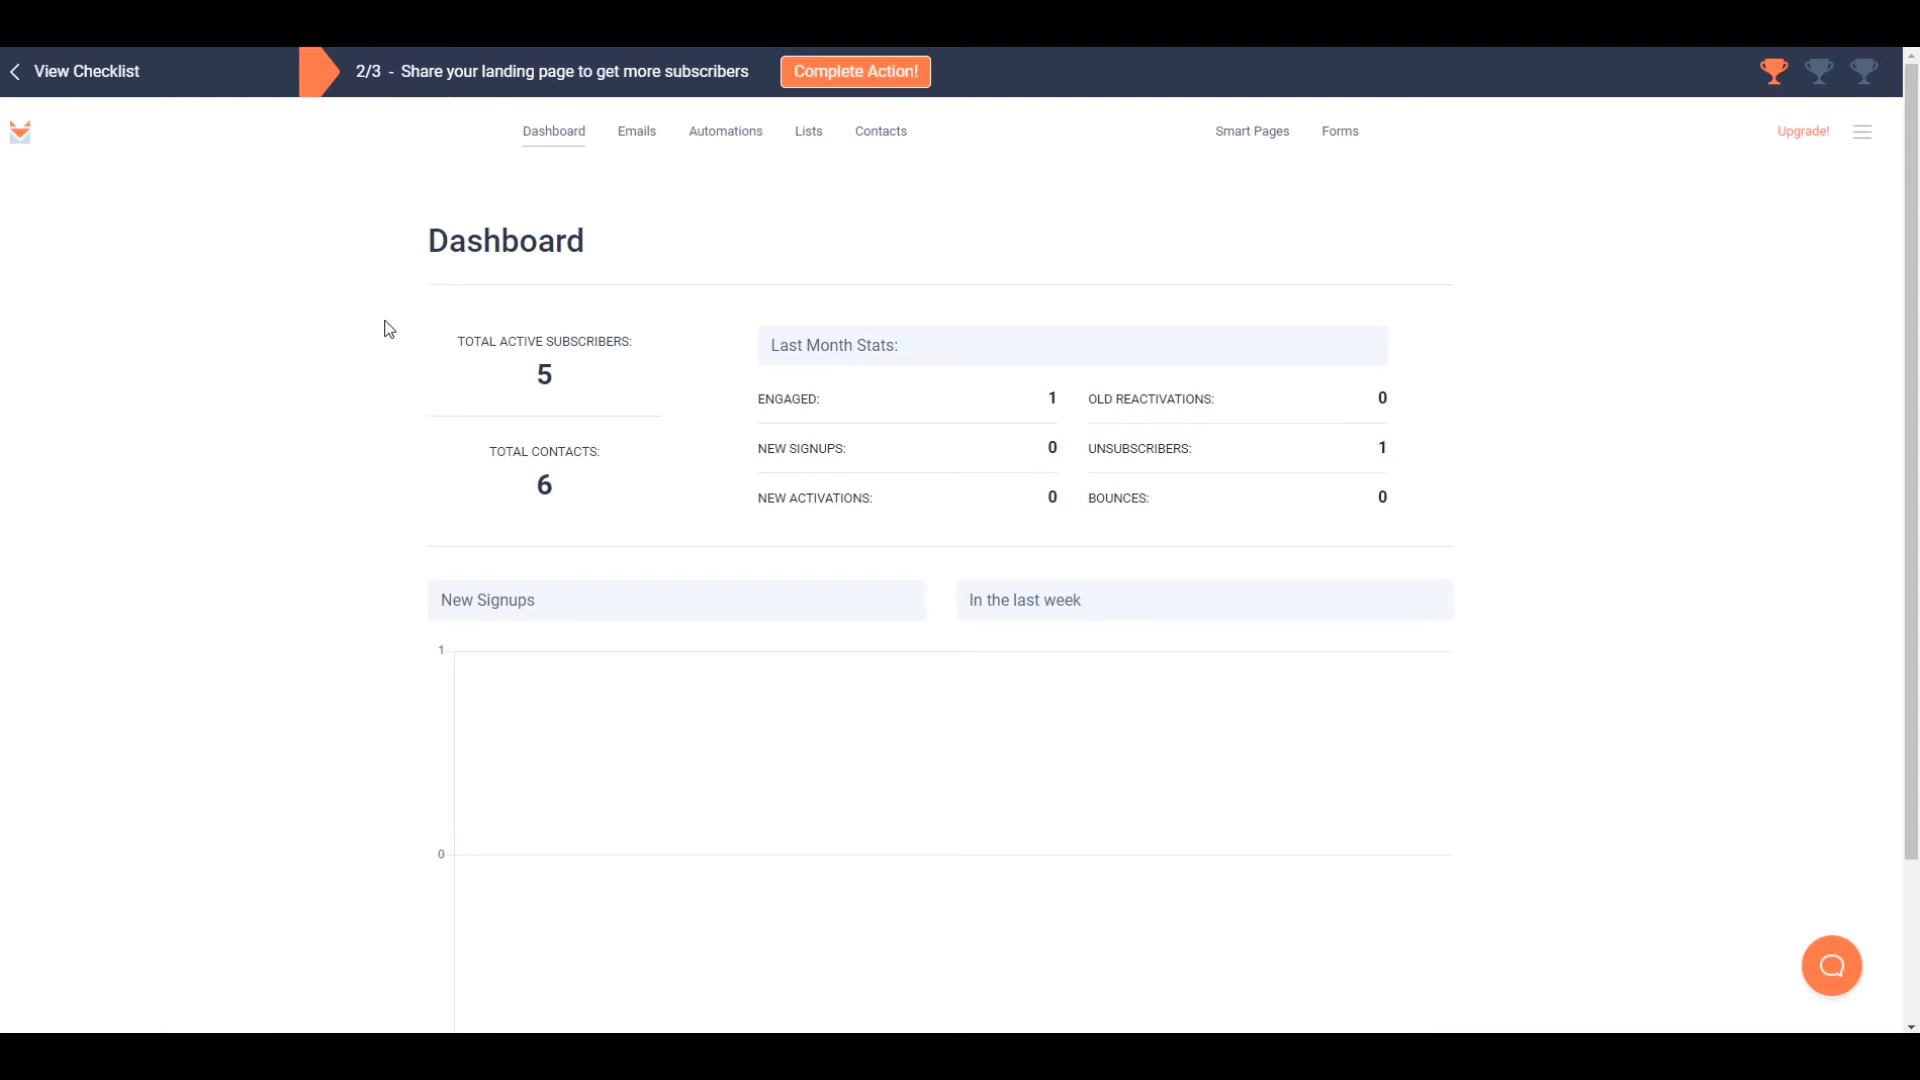 View Checklist
2/3 - Share your landing page to get more subscribers
Complete Action!
Dashboard
Emails
Automations
Lists
Contacts
Smart Pages
Forms
Upgrade!
Dashboard
TOTAL ACTIVE SUBSCRIBERS:
5
TOTAL CONTACTS:
6
Last Month Stats:
ENGAGED: 1
OLD REACTIVATIONS: 0
NEW SIGNUPS: 0
UNSUBSCRIBERS: 1
NEW ACTIVATIONS: 0
BOUNCES: 0
New Signups
In the last week
1
0